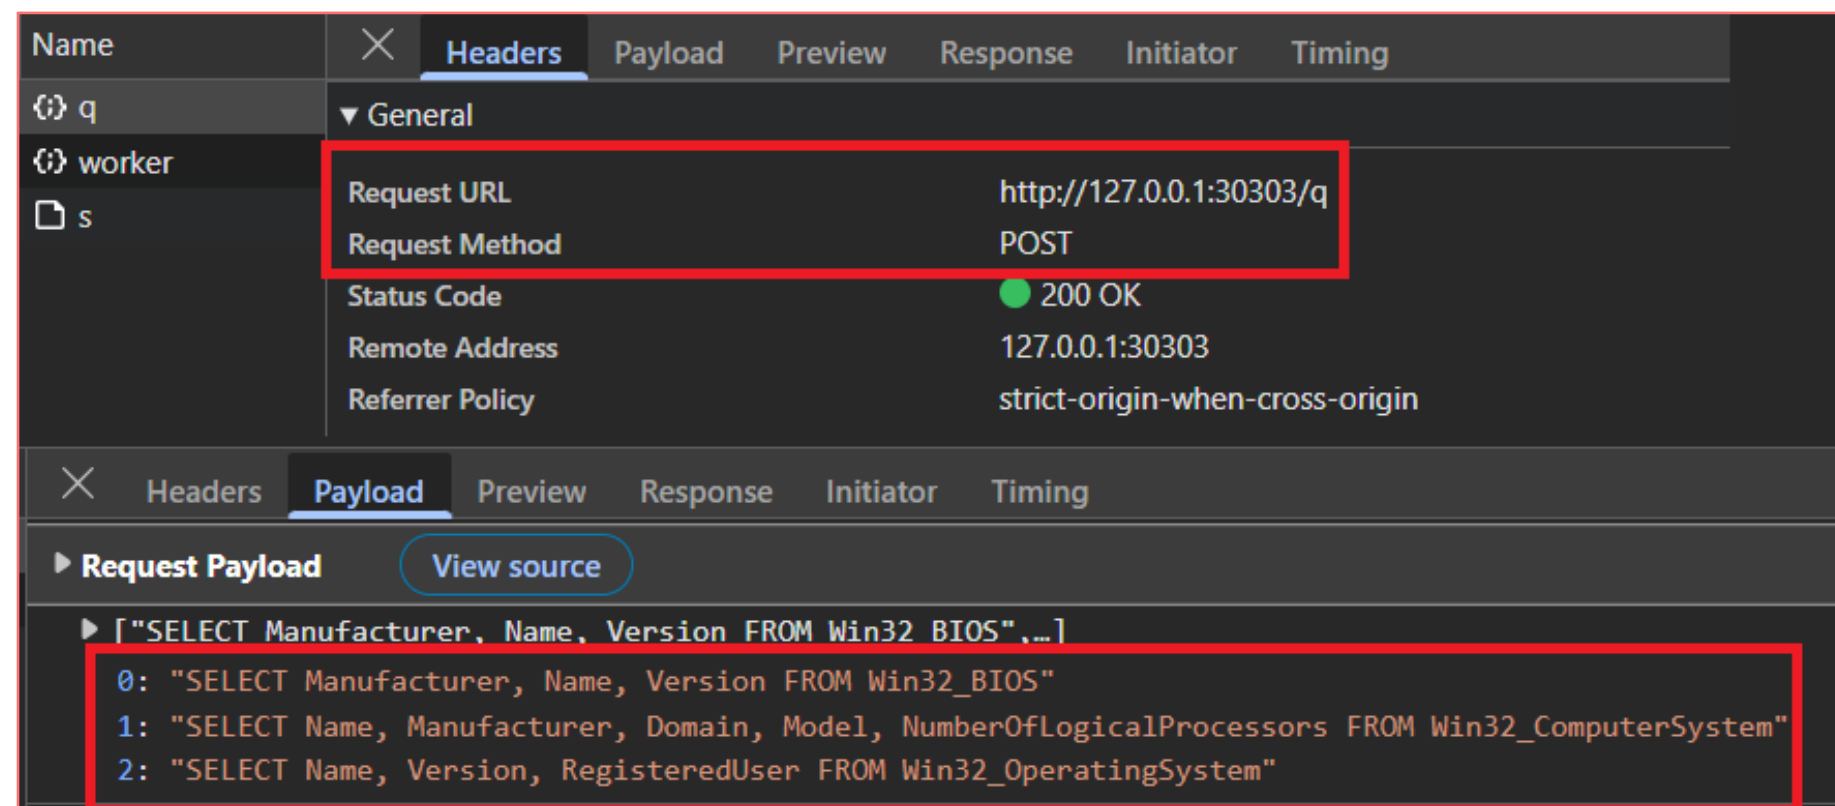 Name
Headers Payload Preview Response Initiator Timing
{;} q
▼ General
{;} worker
Request URL http://127.0.0.1:30303/q
s
Request Method POST
Status Code 200 OK
Remote Address 127.0.0.1:30303
Referrer Policy strict-origin-when-cross-origin
Headers Payload Preview Response Initiator Timing
▶ Request Payload View source
▶ ["SELECT Manufacturer, Name, Version FROM Win32_BIOS",…]
0: "SELECT Manufacturer, Name, Version FROM Win32_BIOS"
1: "SELECT Name, Manufacturer, Domain, Model, NumberOfLogicalProcessors FROM Win32_ComputerSystem"
2: "SELECT Name, Version, RegisteredUser FROM Win32_OperatingSystem"